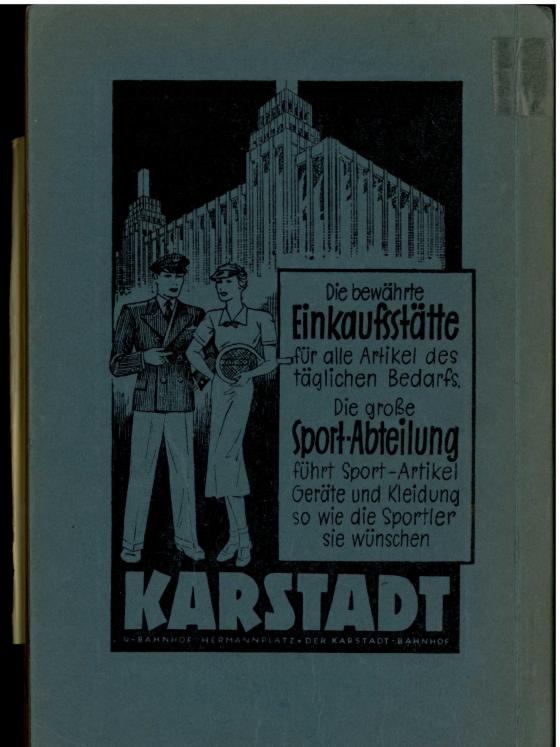 Die bewährte
Einkaufsstätte
für alle Artikel des
täglichen Bedarfs.
Die große
Sport-Abteilung
führt Sport-Artikel
Geräte und Kleidung
so wie die Sportler
sie wünschen
KARSTADT
U-BAHNHOF HERMANNPLATZ • DER KARSTADT-BAHNHOF